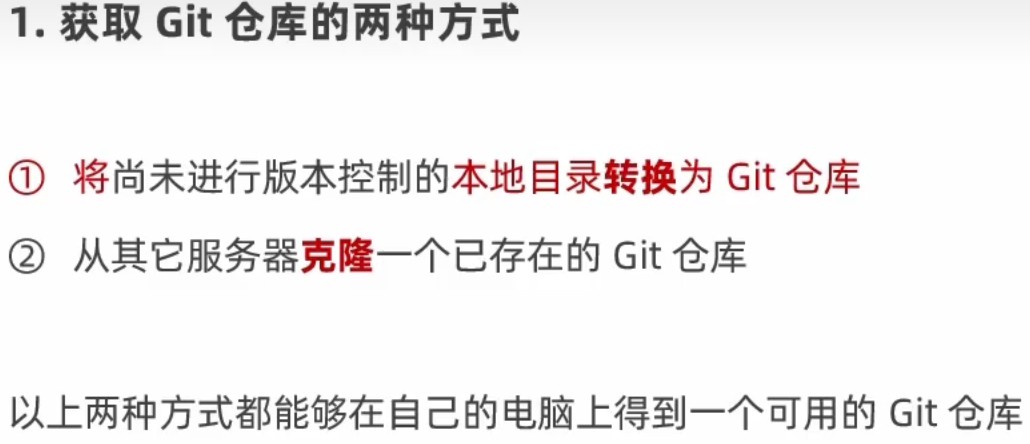 1. 获取 Git 仓库的两种方式
① 将尚未进行版本控制的本地目录转换为 Git 仓库
② 从其它服务器克隆一个已存在的 Git 仓库
以上两种方式都能够在自己的电脑上得到一个可用的 Git 仓库